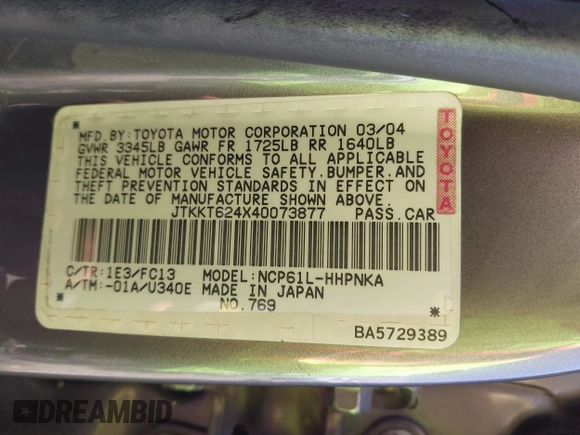 MFD.BY:TOYOTA MOTOR CORPORATION 03/04
GVWR 3345LB GAWR FR 1725LB RR 1640LB
THIS VEHICLE CONFORMS TO ALL APPLICABLE
FEDERAL MOTOR VEHICLE SAFETY.BUMPER.AND
THEFT PREVENTION STANDARDS IN EFFECT ON
THE DATE OF MANUFACTURE SHOWN ABOVE.
JTKKT624X40073877 PASS.CAR
TOYOTA
C/TR:1E3/FC13 MODEL:NCP61L-HHPNKA
A/TM:-01A/U340E MADE IN JAPAN
NO.769
BA5729389
DREAMBID